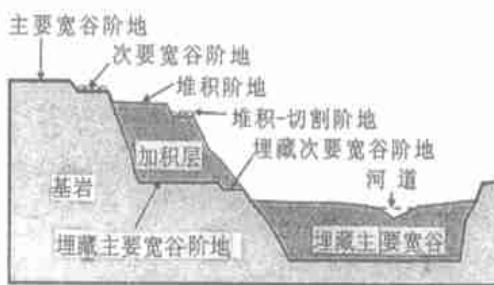 主要宽谷阶地
次要宽谷阶地
堆积阶地
堆积-切割阶地
加积层
埋藏次要宽谷阶地
河道
基岩
埋藏主要宽谷
埋藏主要宽谷阶地